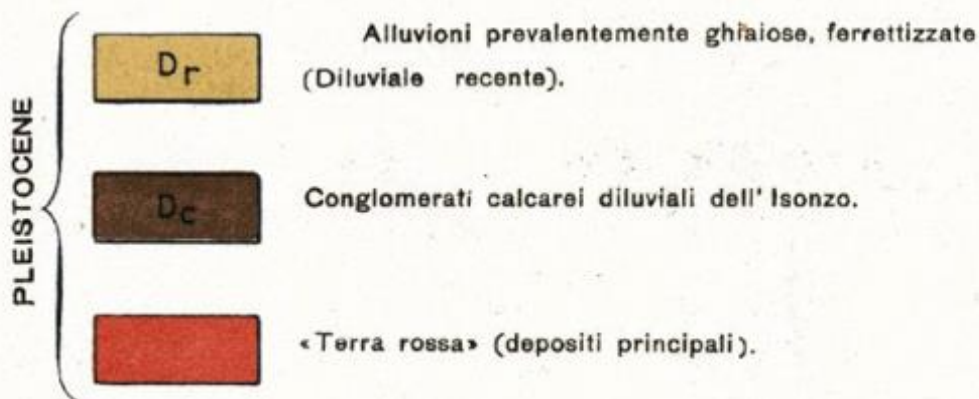 PLEISTOCENE
Dr
Alluvioni prevalentemente ghiaiose, ferrettizzate
(Diluviale recente).
Dc
Conglomerati calcarei diluviali dell' Isonzo.
«Terra rossa» (depositi principali).